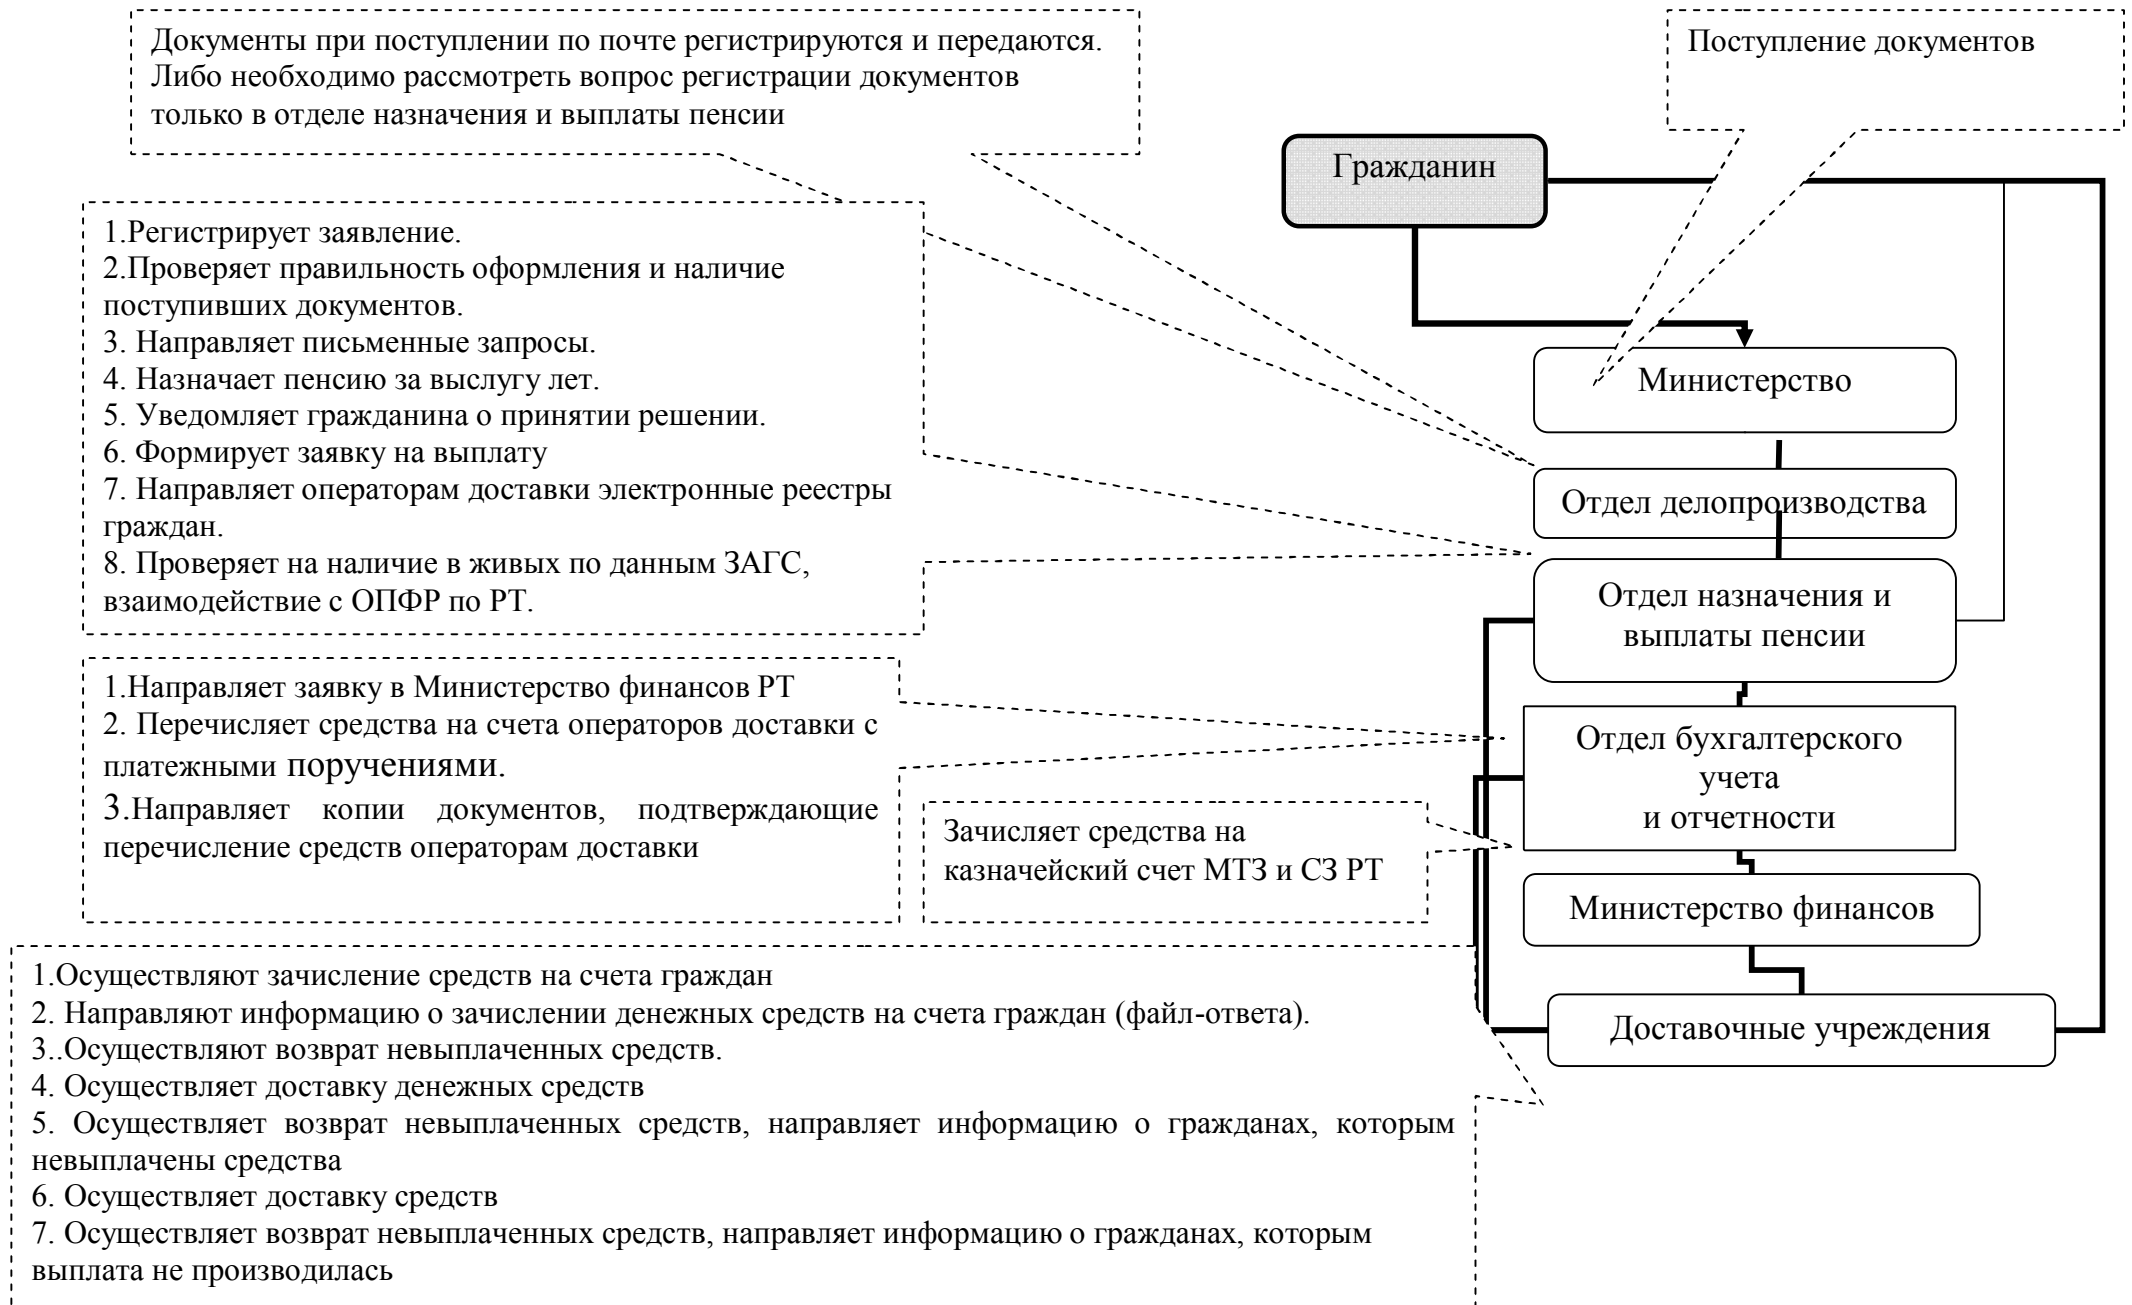 Документы при поступлении по почте регистрируются и передаются.
Либо необходимо рассмотреть вопрос регистрации документов
только в отделе назначения и выплаты пенсии
Поступление документов
Гражданин
1.Регистрирует заявление.
2.Проверяет правильность оформления и наличие
поступивших документов.
3. Направляет письменные запросы.
4. Назначает пенсию за выслугу лет.
5. Уведомляет гражданина о принятии решении.
6. Формирует заявку на выплату
7. Направляет операторам доставки электронные реестры
граждан.
8. Проверяет на наличие в живых по данным ЗАГС,
взаимодействие с ОПФР по РТ.
Министерство
Отдел делопроизводства
Отдел назначения и
выплаты пенсии
1.Направляет заявку в Министерство финансов РТ
2. Перечисляет средства на счета операторов доставки с
платежными поручениями.
3.Направляет копии документов, подтверждающие
перечисление средств операторам доставки
Отдел бухгалтерского
учета
и отчетности
Зачисляет средства на
казначейский счет МТЗ и СЗ РТ
Министерство финансов
Доставочные учреждения
1.Осуществляют зачисление средств на счета граждан
2. Направляют информацию о зачислении денежных средств на счета граждан (файл-ответа).
3..Осуществляют возврат невыплаченных средств.
4. Осуществляет доставку денежных средств
5. Осуществляет возврат невыплаченных средств, направляет информацию о гражданах, которым
невыплачены средства
6. Осуществляет доставку средств
7. Осуществляет возврат невыплаченных средств, направляет информацию о гражданах, которым
выплата не производилась